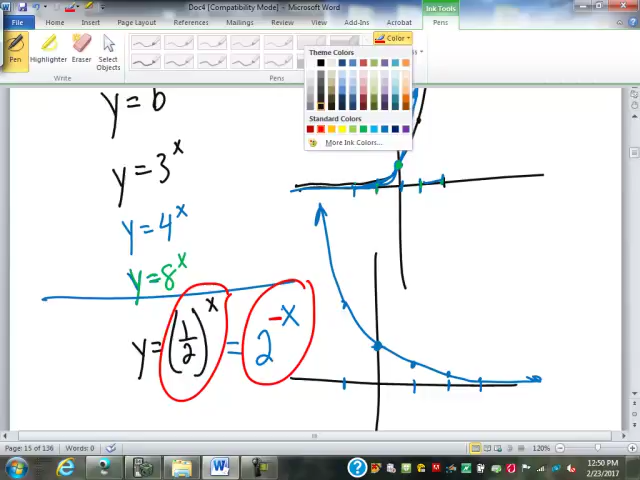 Doc4 [Compatibility Mode] - Microsoft Word
Ink Tools
File
Home
Insert
Page Layout
References
Mailings
Review
View
Add-Ins
Acrobat
Pens
Pen
Highlighter
Eraser
Select Objects
Color
Write
Pens
Theme Colors
Standard Colors
More Ink Colors...
y = b
y = 3^x
y = 4^x
y = 8^x
y = (1/2)^x = 2^-x
Page: 15 of 136
Words: 0
120%
12:50 PM
2/23/2017